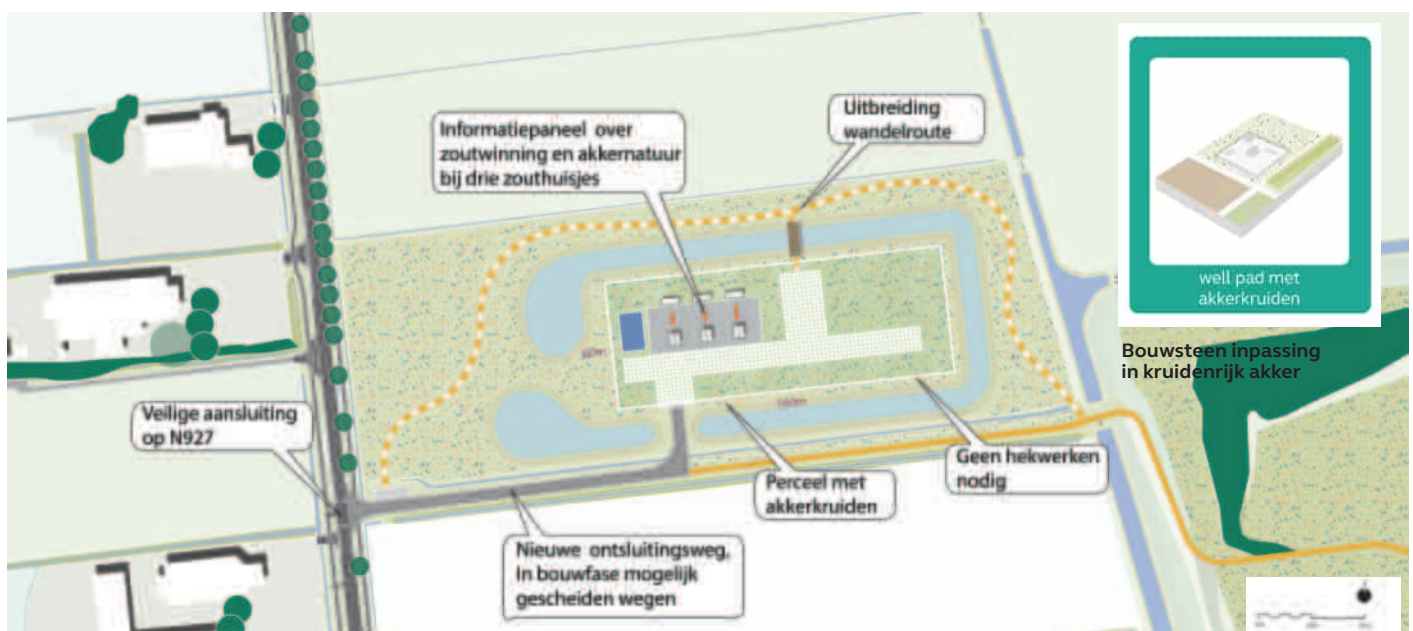 Informatiepaneel over
zoutwinning en akkernatuur
bij drie zouthuisjes
Uitbreiding
wandelroute
well pad met
akkerkruiden
Bouwsteen inpassing
in kruidenrijk akker
Veilige aansluiting
op N927
160m
Geen hekwerken
nodig
Perceel met
akkerkruiden
Nieuwe ontsluitingsweg,
In bouwfase mogelijk
gescheiden wegen